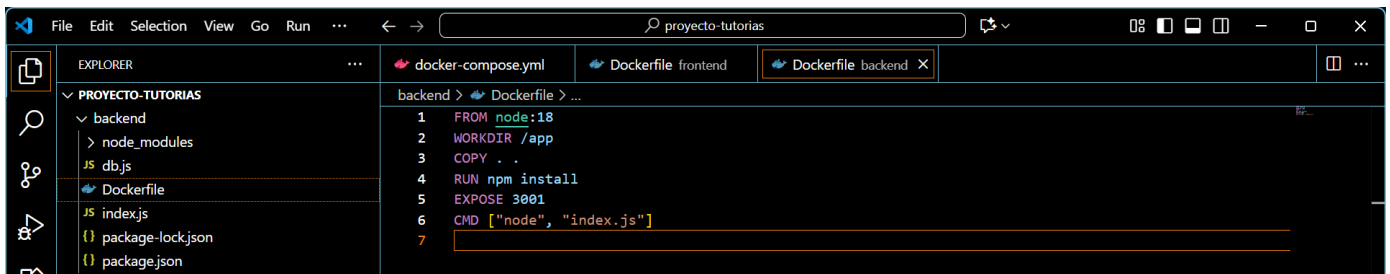 File Edit Selection View Go Run ··· ← → proyecto-tutorias
EXPLORER ···
docker-compose.yml Dockerfile frontend Dockerfile backend ×
PROYECTO-TUTORIAS
backend
node_modules
JS db.js
Dockerfile
JS index.js
{} package-lock.json
{} package.json
backend > Dockerfile > ...
1 FROM node:18
2 WORKDIR /app
3 COPY . .
4 RUN npm install
5 EXPOSE 3001
6 CMD ["node", "index.js"]
7